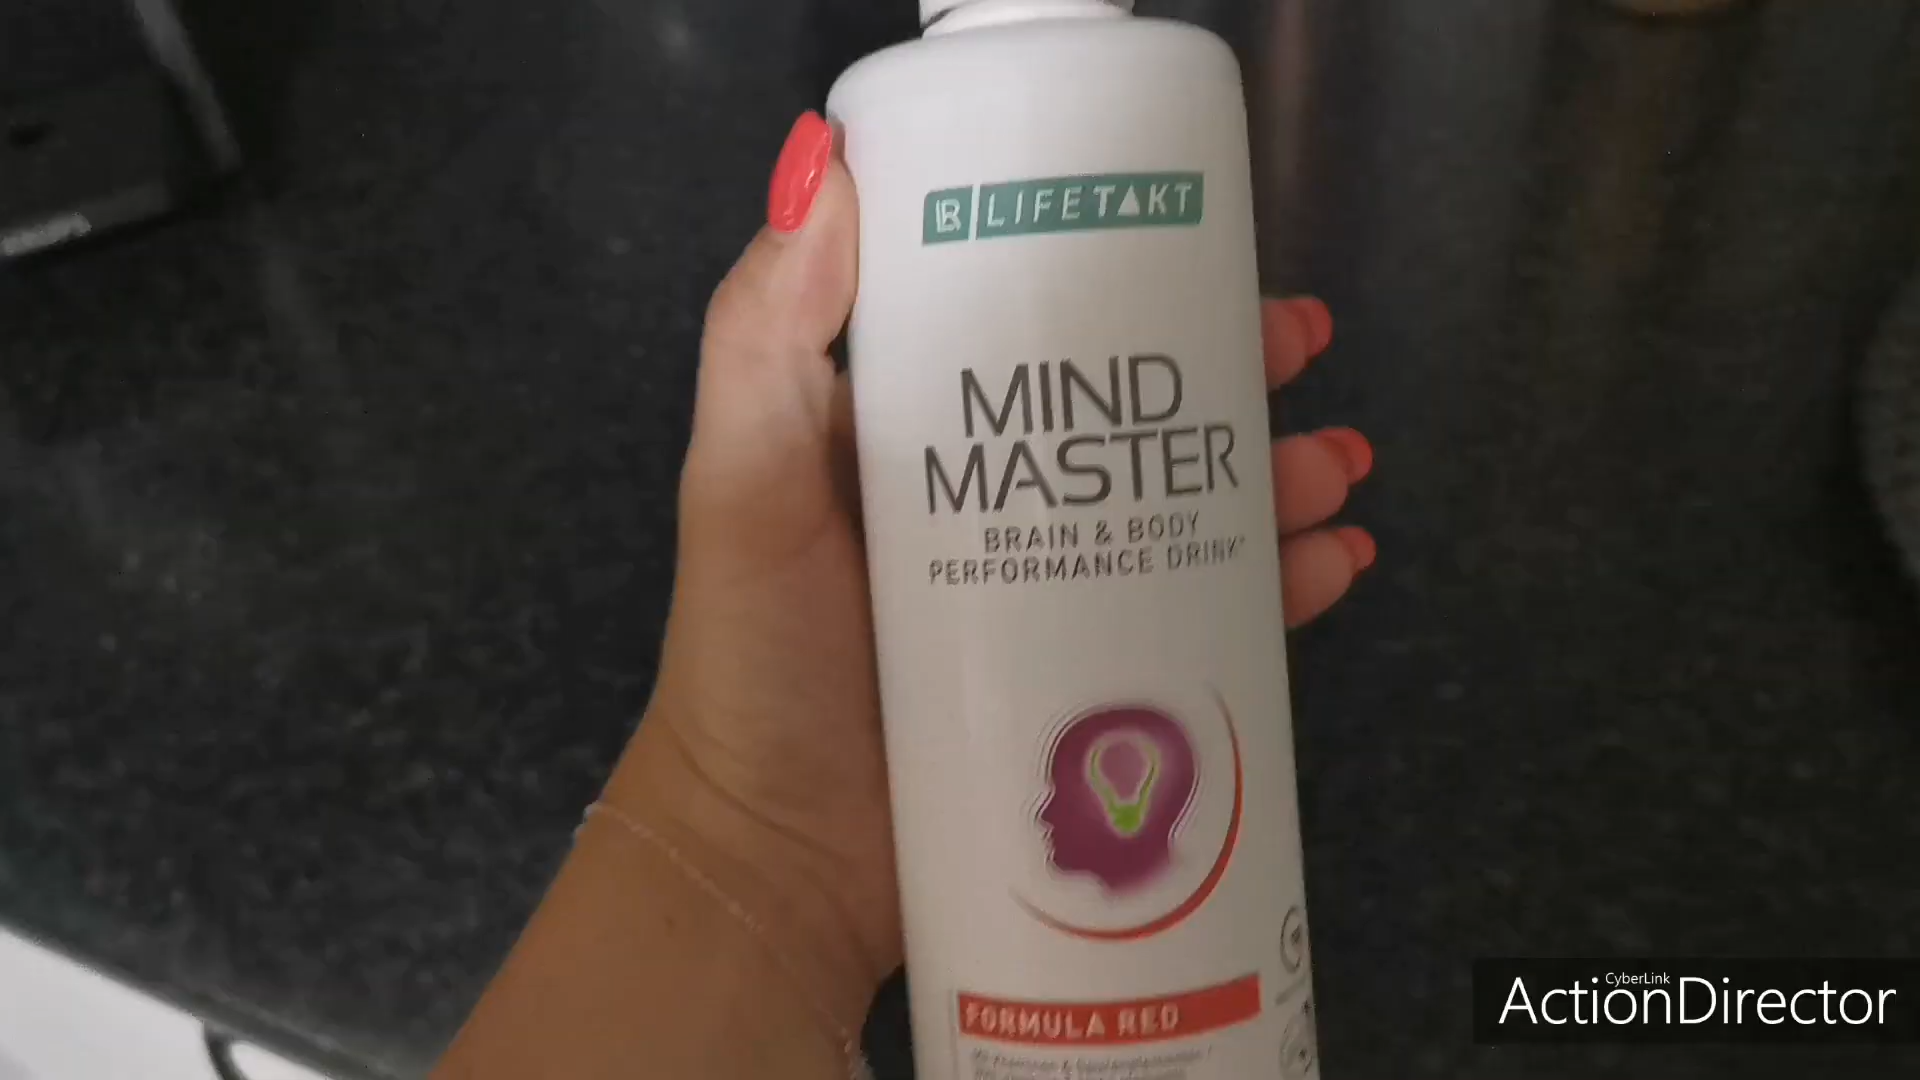 LR LIFETAKT
MIND
MASTER
BRAIN & BODY
PERFORMANCE DRINK*
FORMULA RED
CyberLink
ActionDirector